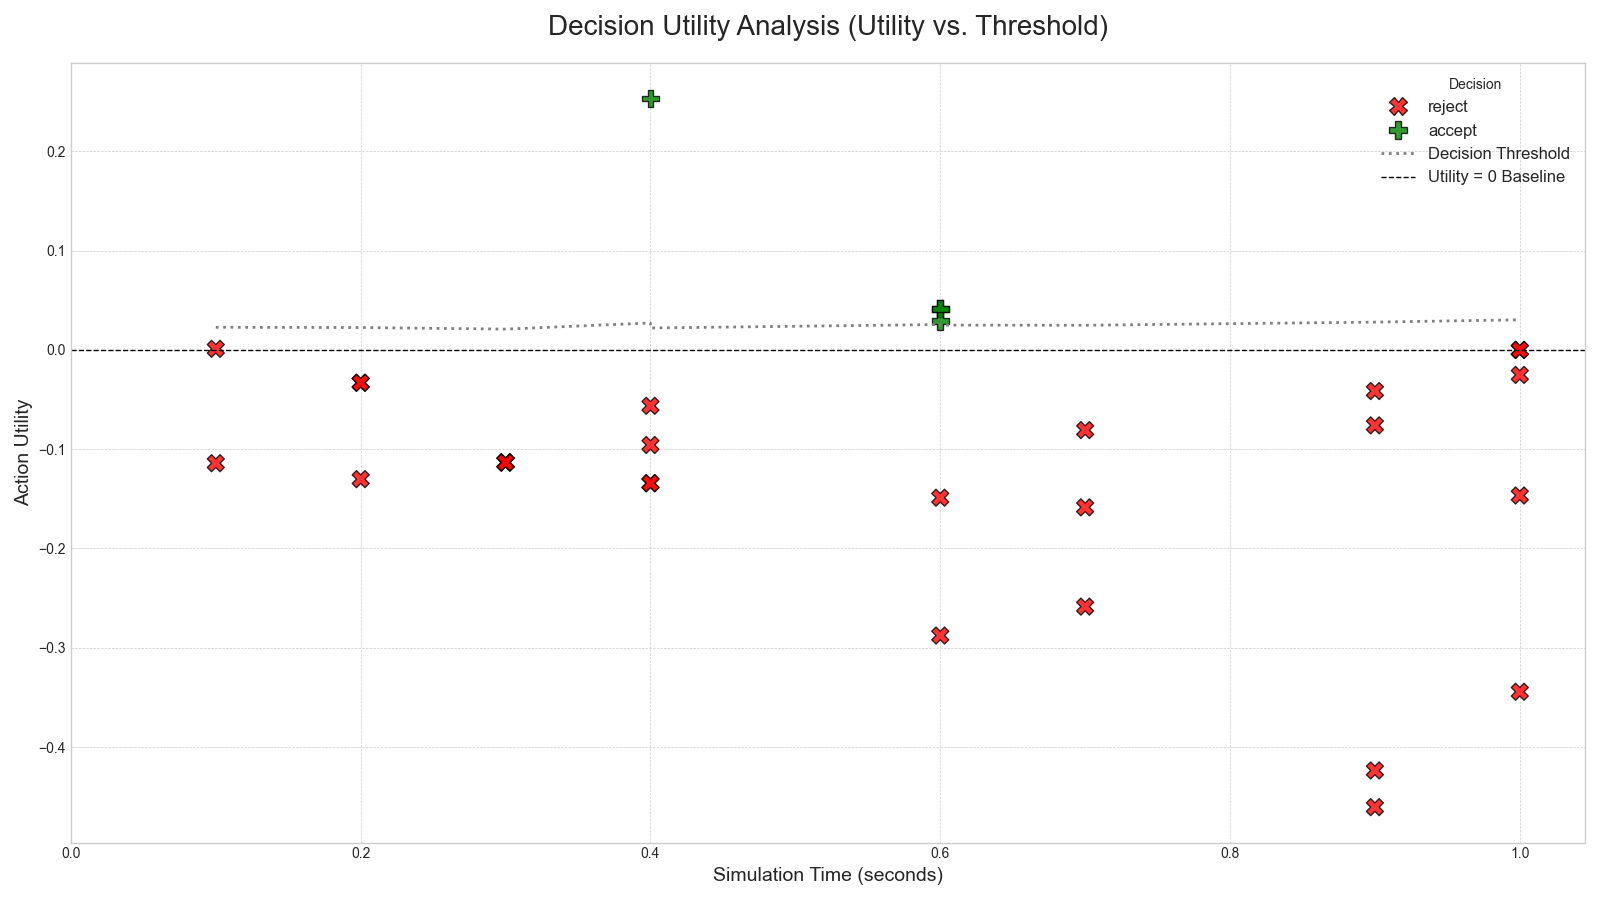 Decision Utility Analysis (Utility vs. Threshold)
Decision
reject
accept
Decision Threshold
Utility = 0 Baseline
Action Utility
0.2
0.1
0.0
−0.1
−0.2
−0.3
−0.4
0.0 0.2 0.4 0.6 0.8 1.0
Simulation Time (seconds)